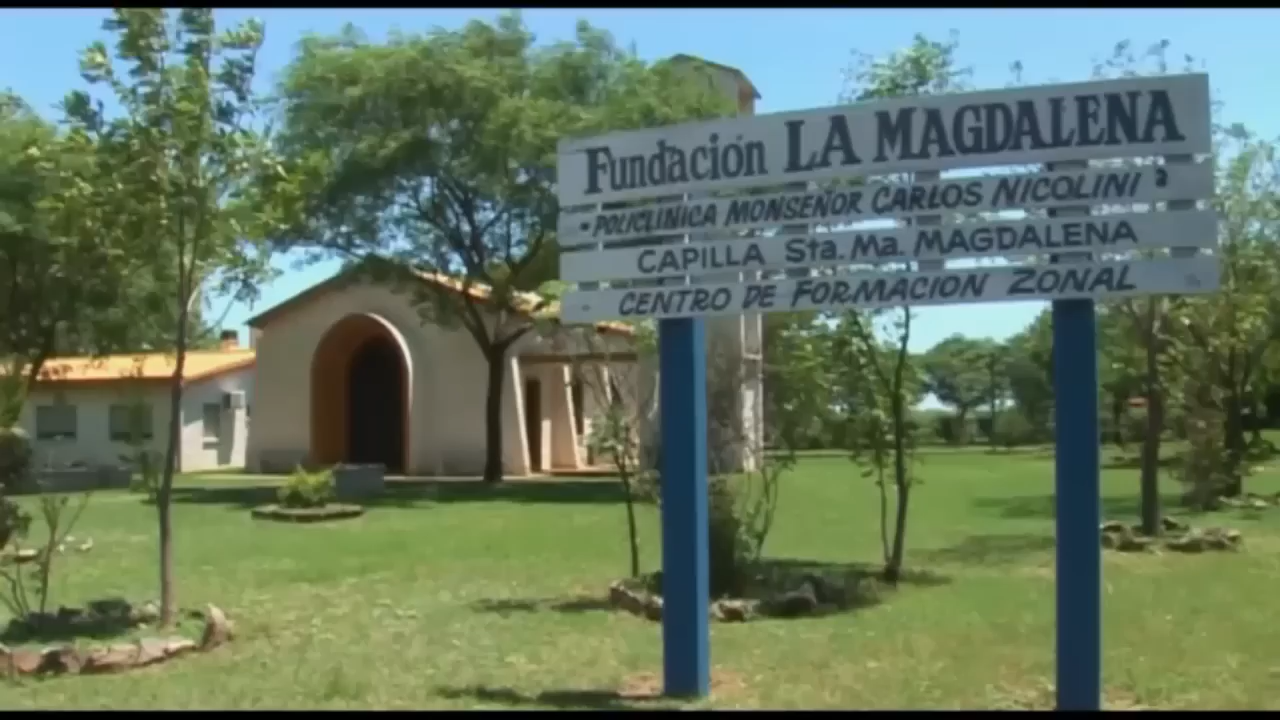 Fundación LA MAGDALENA
• POLICLINICA MONSEÑOR CARLOS NICOLINI
CAPILLA Sta. Ma. MAGDALENA
CENTRO DE FORMACION ZONAL